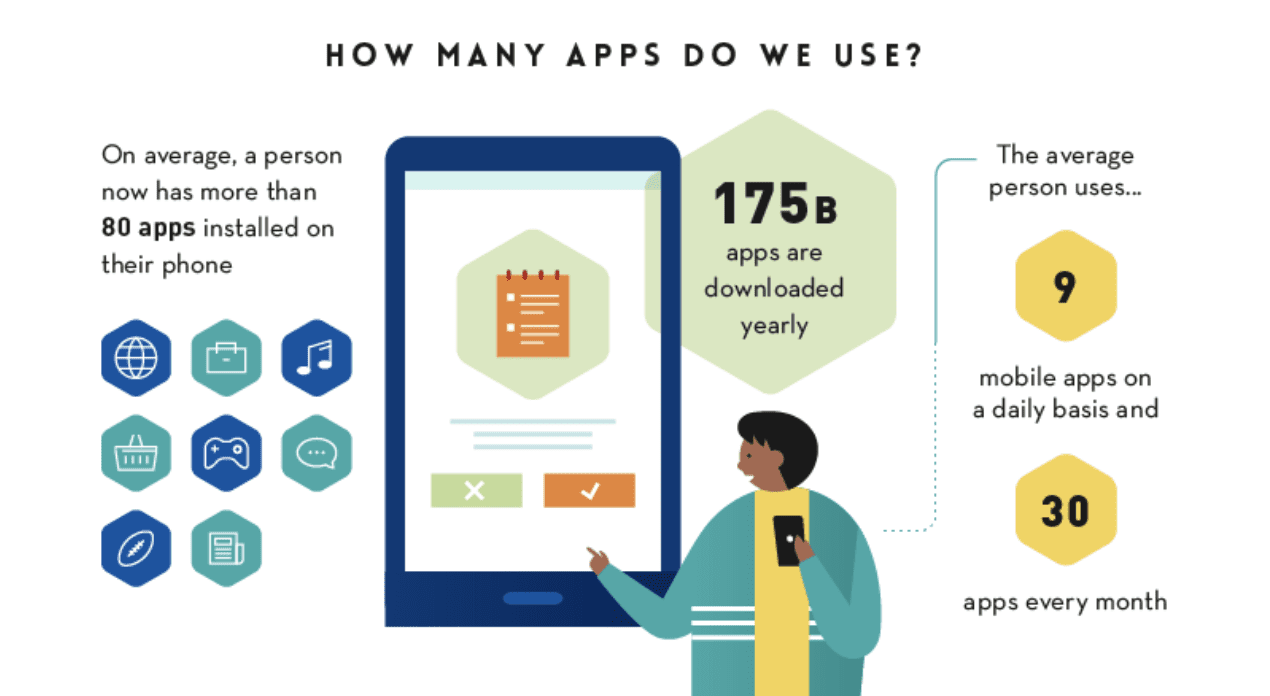 HOW MANY APPS DO WE USE?
On average, a person
now has more than
80 apps installed on
their phone
175B
apps are
downloaded
yearly
The average
person uses...
9
mobile apps on
a daily basis and
30
apps every month